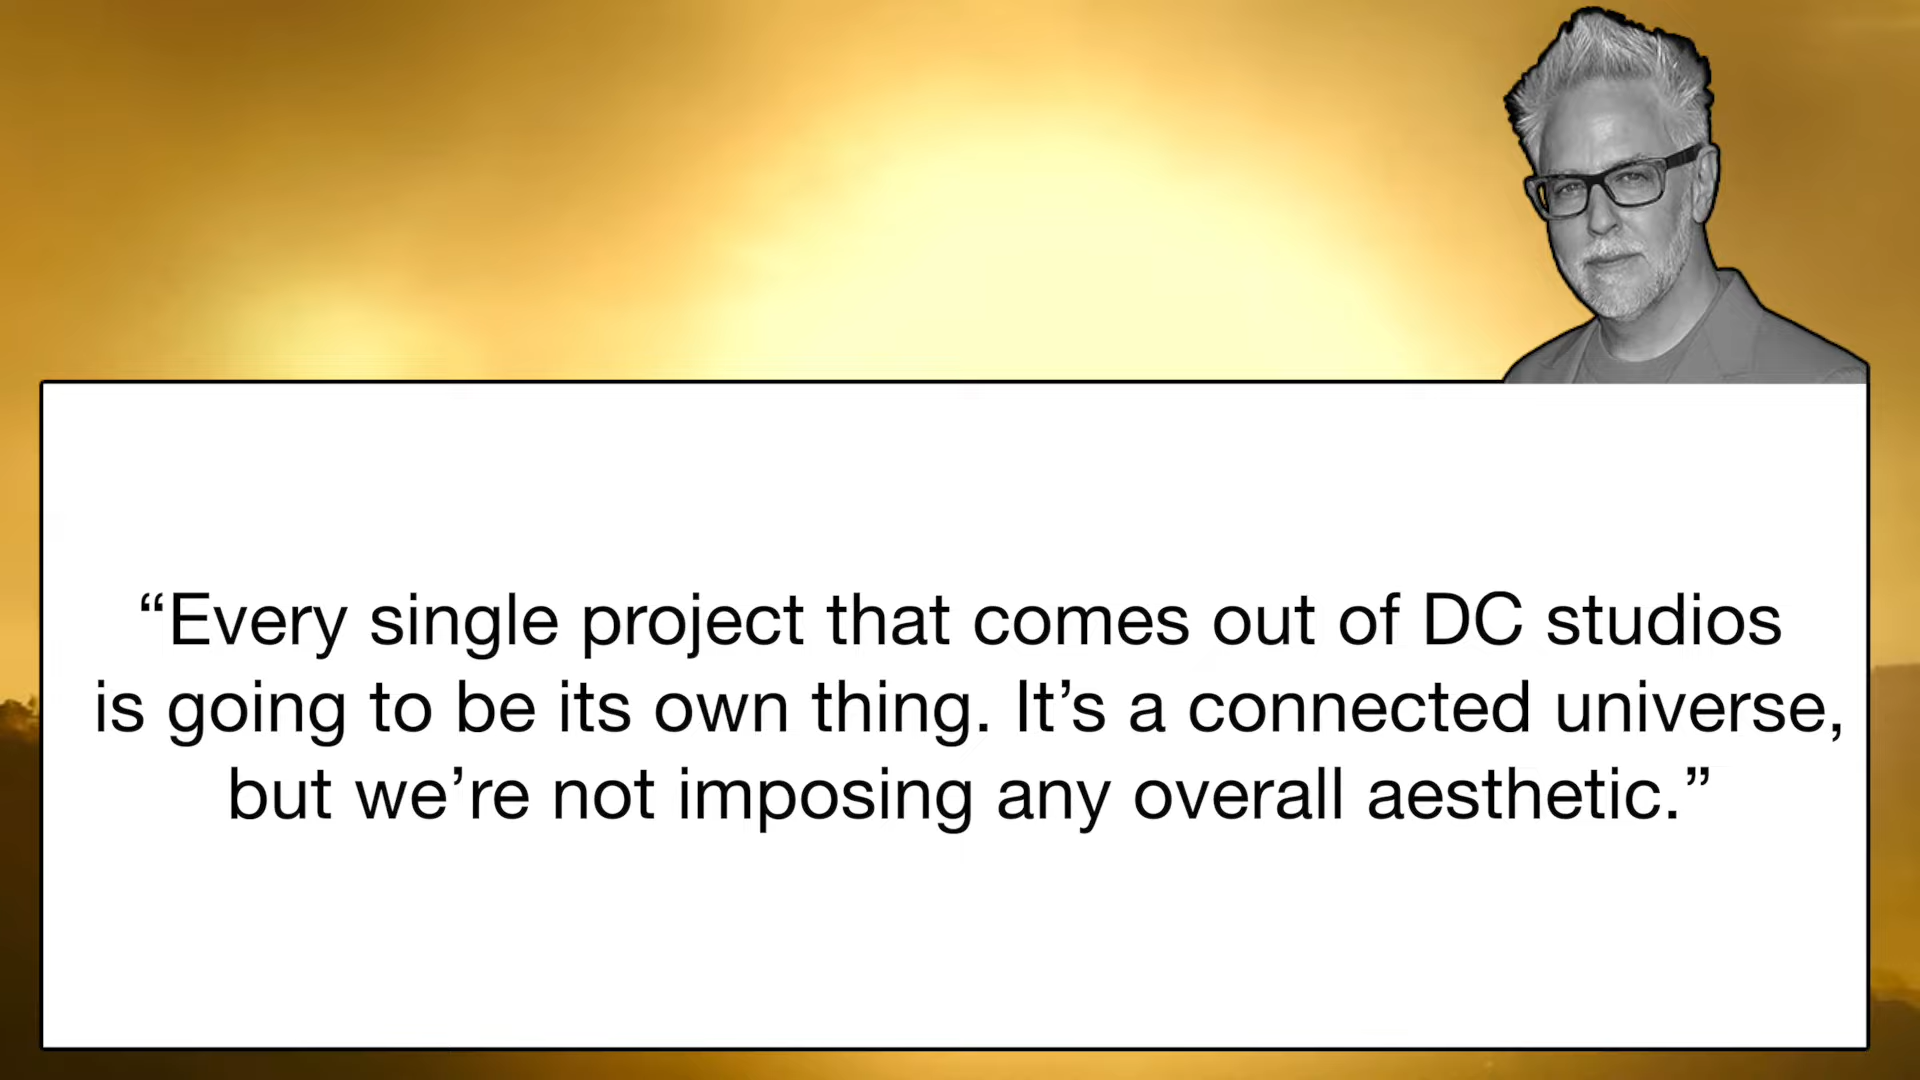 “Every single project that comes out of DC studios
is going to be its own thing. It’s a connected universe,
but we’re not imposing any overall aesthetic.”